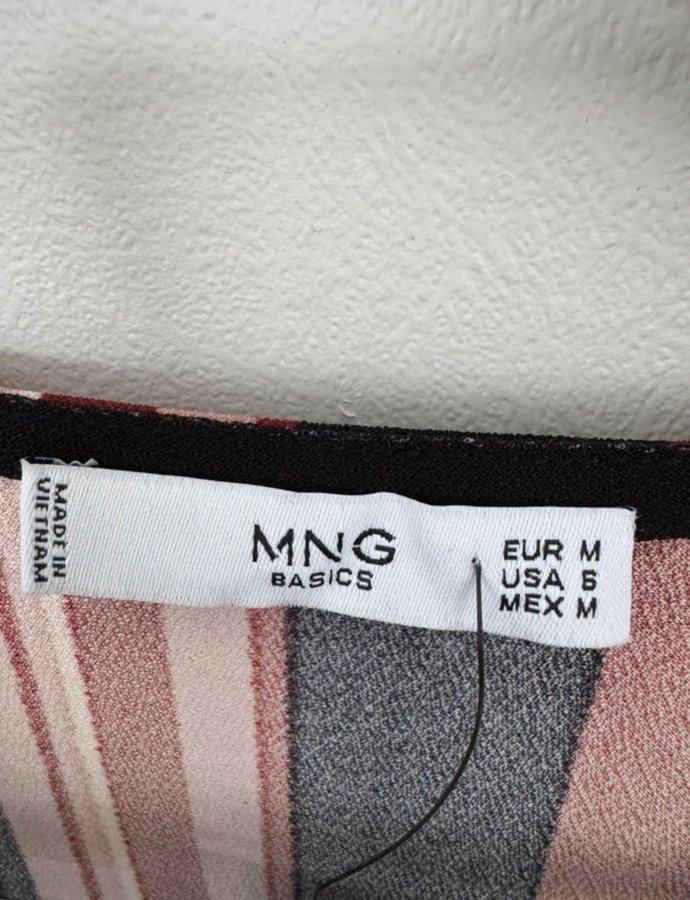 MADE IN
VIETNAM
MNG
BASICS
EUR M
USA 6
MEX M